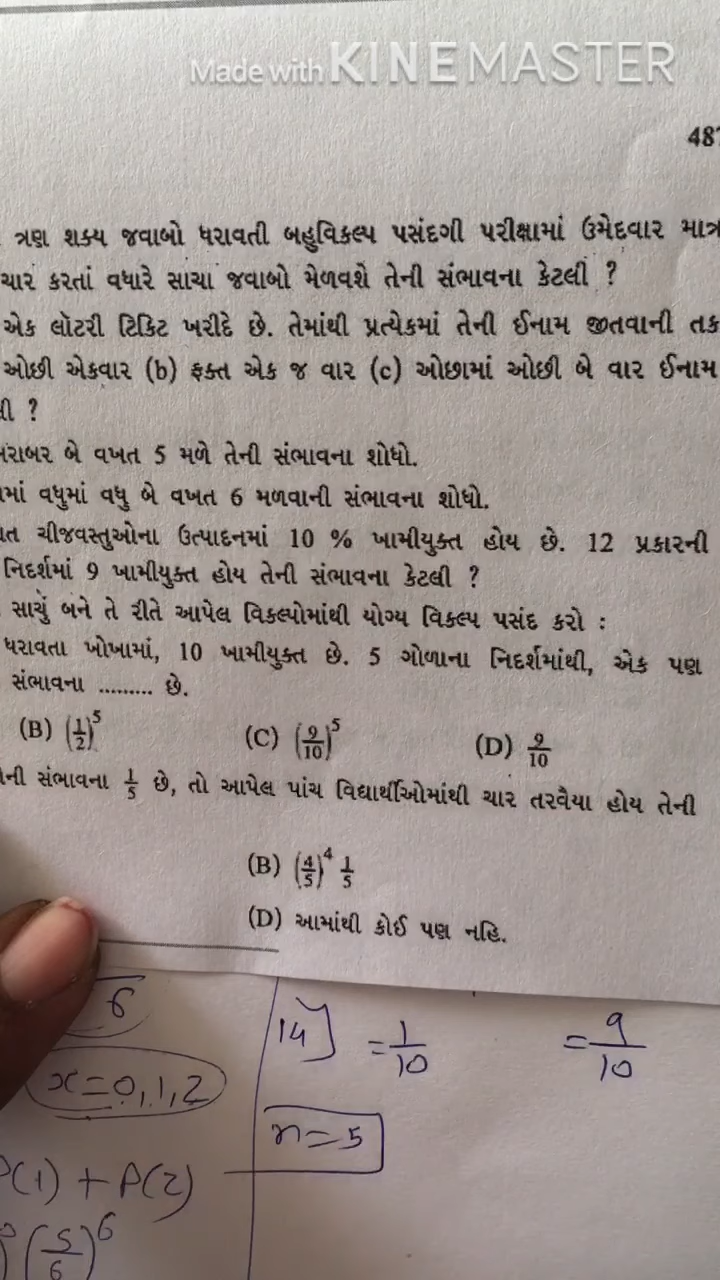 Made with KINEMASTER
487
ત્રણ શક્ય જવાબો ધરાવતી બહુવિકલ્પ પસંદગી પરીક્ષામાં ઉમેદવાર માત્ર
ચાર કરતાં વધારે સાચા જવાબો મેળવશે તેની સંભાવના કેટલી ?
એક લૉટરી ટિકિટ ખરીદે છે. તેમાંથી પ્રત્યેકમાં તેની ઈનામ જીતવાની તક
ઓછી એકવાર (b) ફક્ત એક જ વાર (c) ઓછામાં ઓછી બે વાર ઈનામ
?
બે વખત 5 મળે તેની સંભાવના શોધો.
વધુમાં વધુ બે વખત 6 મળવાની સંભાવના શોધો.
ચીજવસ્તુઓના ઉત્પાદનમાં 10 % ખામીયુક્ત હોય છે. 12 પ્રકારની
નિદર્શમાં 9 ખામીયુક્ત હોય તેની સંભાવના કેટલી ?
સાચું બને તે રીતે આપેલ વિકલ્પોમાંથી યોગ્ય વિકલ્પ પસંદ કરો :
ધરાવતા ખોખામાં, 10 ખામીયુક્ત છે. 5 ગોળાના નિદર્શમાંથી, એક પણ
સંભાવના ......... છે.
(B) (1/2)^5 (C) (9/10)^5 (D) 9/10
સંભાવના 1/5 છે, તો આપેલ પાંચ વિદ્યાર્થીઓમાંથી ચાર તરવૈયા હોય તેની
(B) (4/5)^4 1/5
(D) આમાંથી કોઈ પણ નહિ.
6
x=0,1,2
P(1) + P(2)
(5/6)^6
14] =1/10 =9/10
n=5